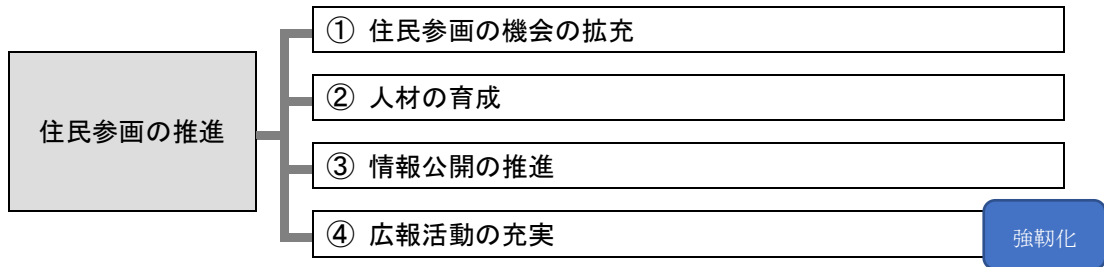 住民参画の推進
① 住民参画の機会の拡充
② 人材の育成
③ 情報公開の推進
④ 広報活動の充実
強靭化